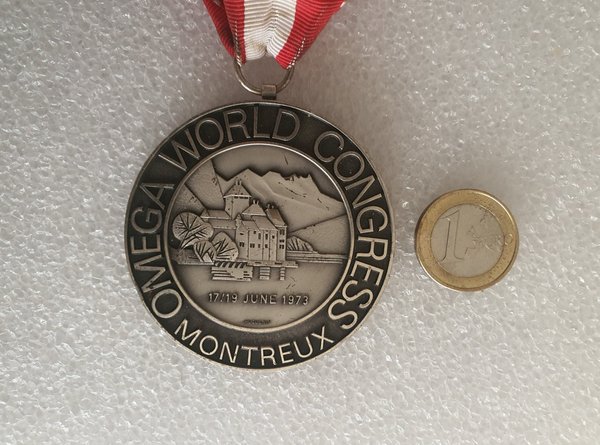 OMEGA WORLD CONGRESS
17/19 JUNE 1973
MONTREUX
1